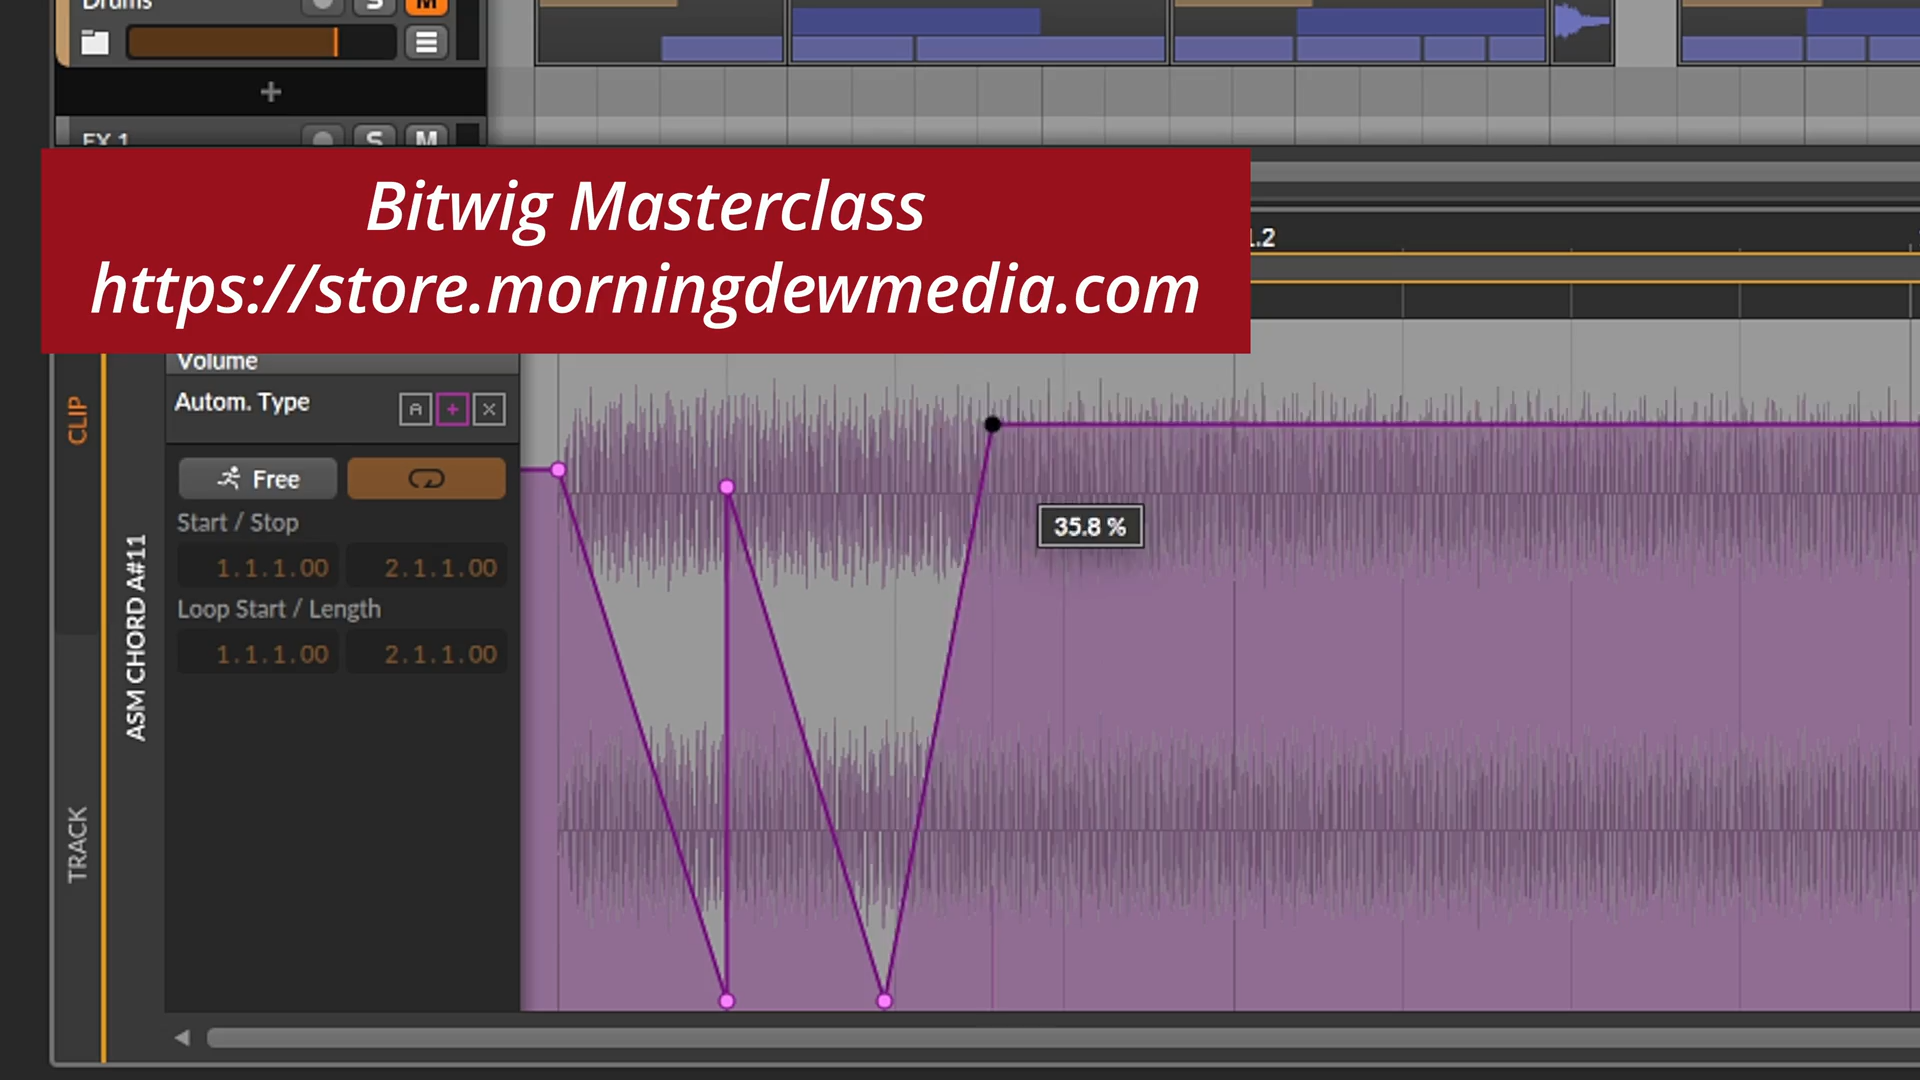 Drums
S M
+
FX 1
S M
Bitwig Masterclass
https://store.morningdewmedia.com
1.2
Volume
Autom. Type
A + X
CLIP
Free
Start / Stop
1.1.1.00 2.1.1.00
Loop Start / Length
1.1.1.00 2.1.1.00
ASM CHORD A#11
TRACK
35.8 %